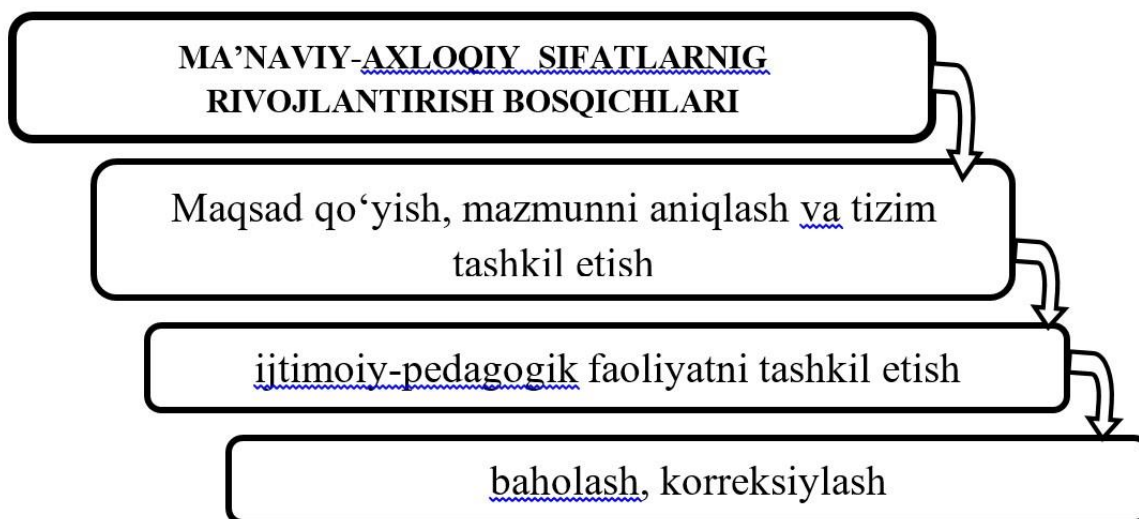 MA’NAVIY-AXLOQIY SIFATLARNIG
RIVOJLANTIRISH BOSQICHLARI
Maqsad qo‘yish, mazmunni aniqlash va tizim
tashkil etish
ijtimoiy-pedagogik faoliyatni tashkil etish
baholash, korreksiylash